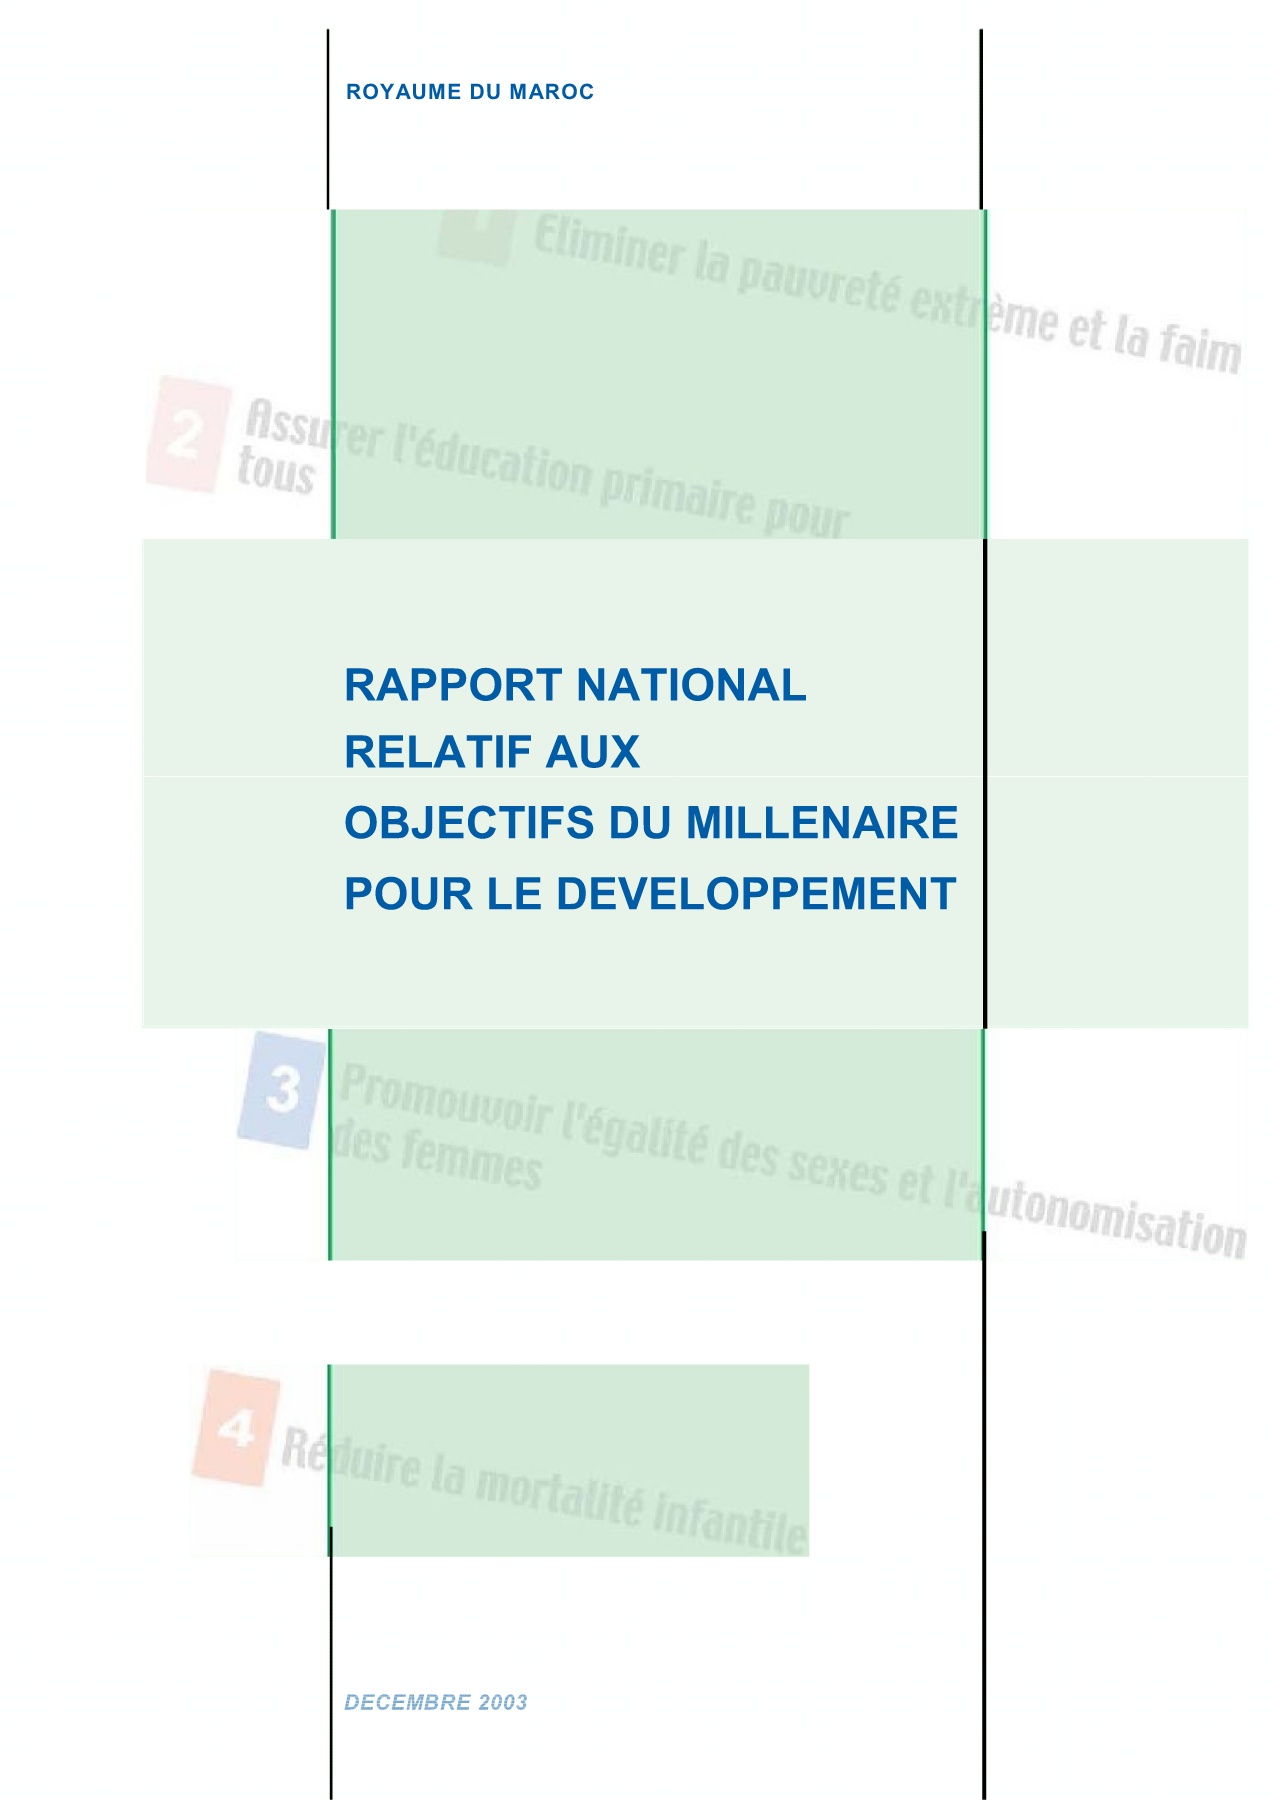 ROYAUME DU MAROC
1 Eliminer la pauvreté extrême et la faim
2 Assurer l'éducation primaire pour
tous
RAPPORT NATIONAL
RELATIF AUX
OBJECTIFS DU MILLENAIRE
POUR LE DEVELOPPEMENT
3 Promouvoir l'égalité des sexes et l'autonomisation
des femmes
4 Réduire la mortalité infantile
DECEMBRE 2003